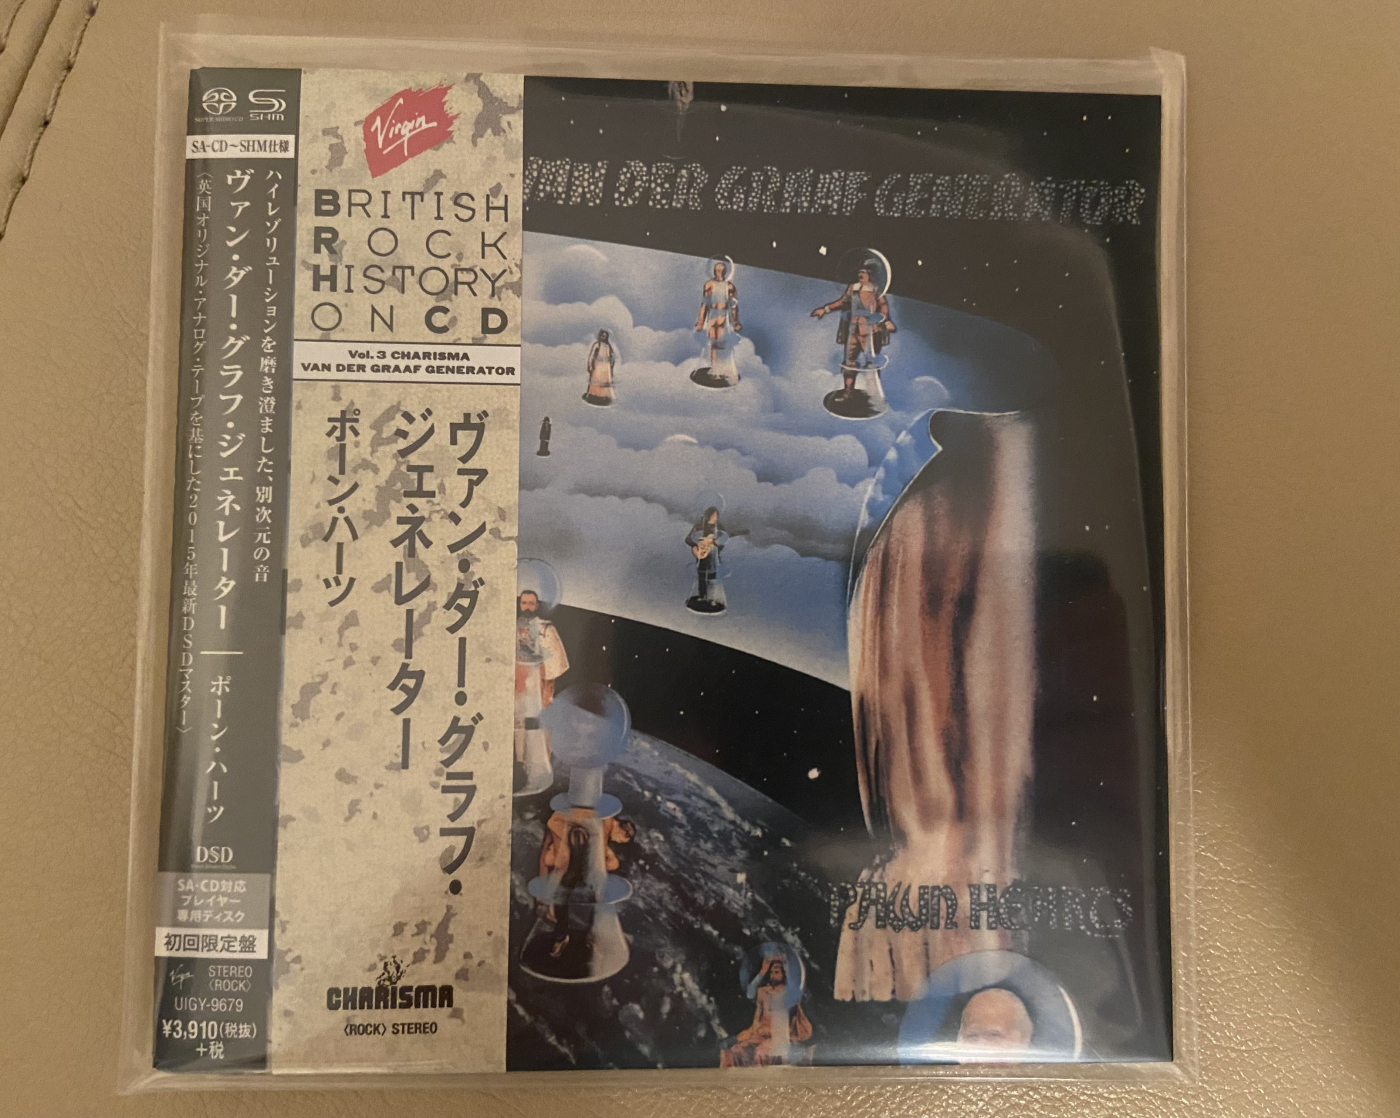 SUPER AUDIO CD
SHM
SA-CD〜SHM仕様
ハイレゾリューションを磨き澄ました、別次元の音
ヴァン・ダー・グラフ・ジェネレーター ― ポーン・ハーツ
〈英国オリジナル・アナログ・テープを基にした2015年最新DSDマスター〉
DSD
SA-CD対応
プレイヤー
専用ディスク
初回限定盤
Virgin
STEREO
〈ROCK〉
UIGY-9679
¥3,910(税抜)
+税
Virgin
BRITISH
ROCK
HISTORY
ON CD
Vol.3 CHARISMA
VAN DER GRAAF GENERATOR
ヴァン・ダー・グラフ・
ジェネレーター
ポーン・ハーツ
CHARISMA
〈ROCK〉 STEREO
VAN DER GRAAF GENERATOR
PAWN HEARTS